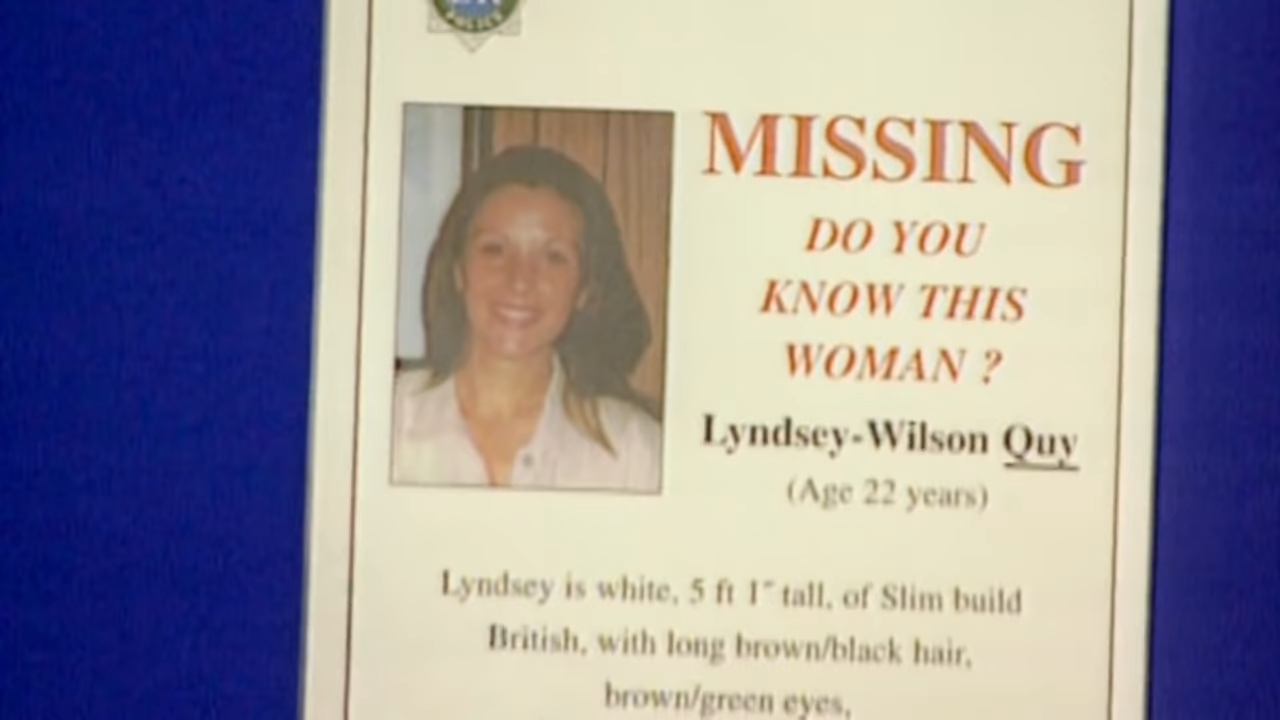 POLICE
MISSING
DO YOU
KNOW THIS
WOMAN ?
Lyndsey-Wilson Quy
(Age 22 years)
Lyndsey is white, 5 ft 1″ tall, of Slim build
British, with long brown/black hair,
brown/green eyes,